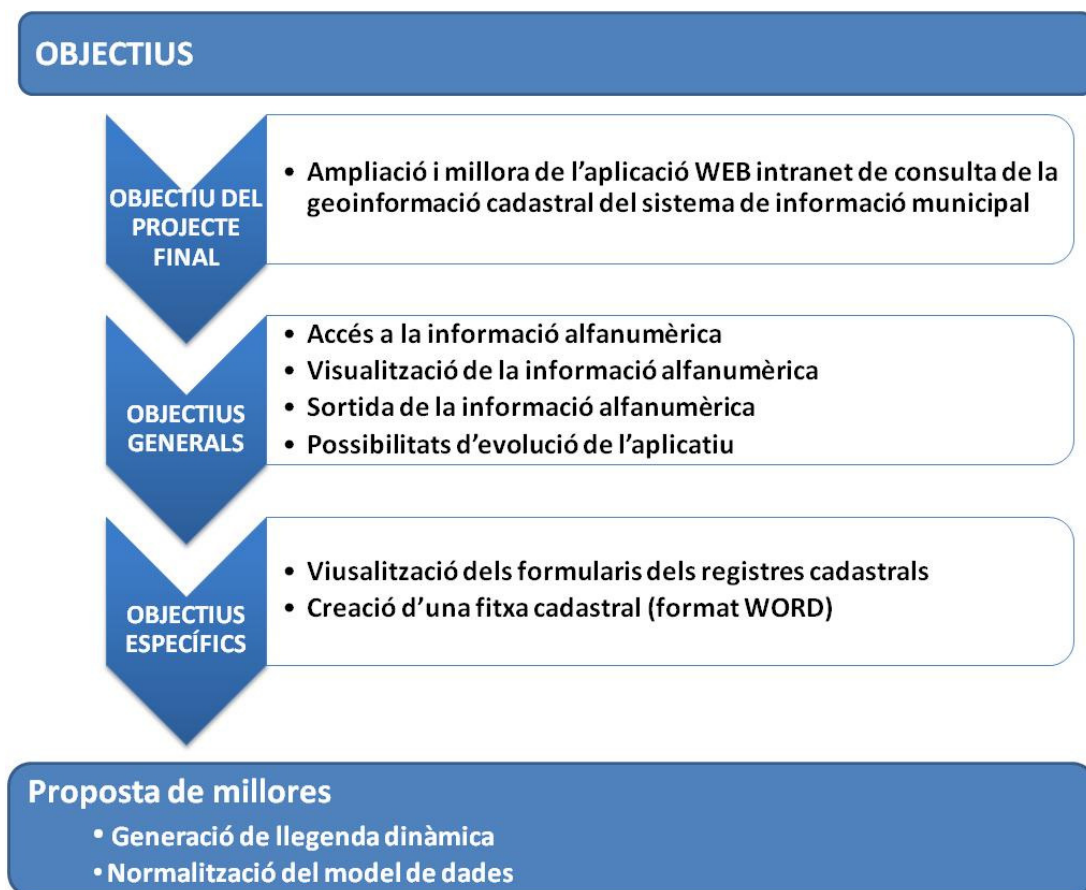 OBJECTIUS
OBJECTIU DEL
PROJECTE
FINAL
• Ampliació i millora de l'aplicació WEB intranet de consulta de la
geoinformació cadastral del sistema de informació municipal
OBJECTIUS
GENERALS
• Accés a la informació alfanumèrica
• Visualització de la informació alfanumèrica
• Sortida de la informació alfanumèrica
• Possibilitats d'evolució de l'aplicatiu
OBJECTIUS
ESPECÍFICS
• Viusalització dels formularis dels registres cadastrals
• Creació d'una fitxa cadastral (format WORD)
Proposta de millores
• Generació de llegenda dinàmica
• Normalització del model de dades